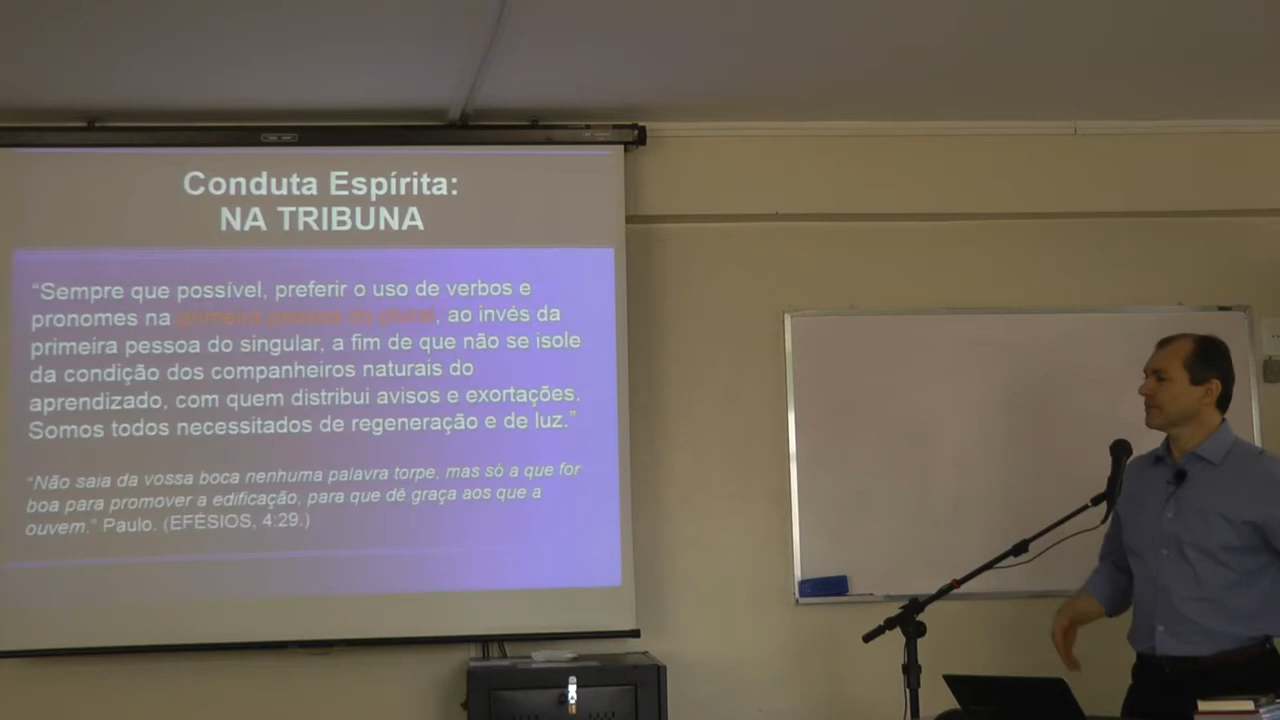 Conduta Espírita:
NA TRIBUNA
“Sempre que possível, preferir o uso de verbos e
pronomes na primeira pessoa do plural, ao invés da
primeira pessoa do singular, a fim de que não se isole
da condição dos companheiros naturais do
aprendizado, com quem distribui avisos e exortações.
Somos todos necessitados de regeneração e de luz.”
“Não saia da vossa boca nenhuma palavra torpe, mas só a que for
boa para promover a edificação, para que dê graça aos que a
ouvem.” Paulo. (EFÉSIOS, 4:29.)